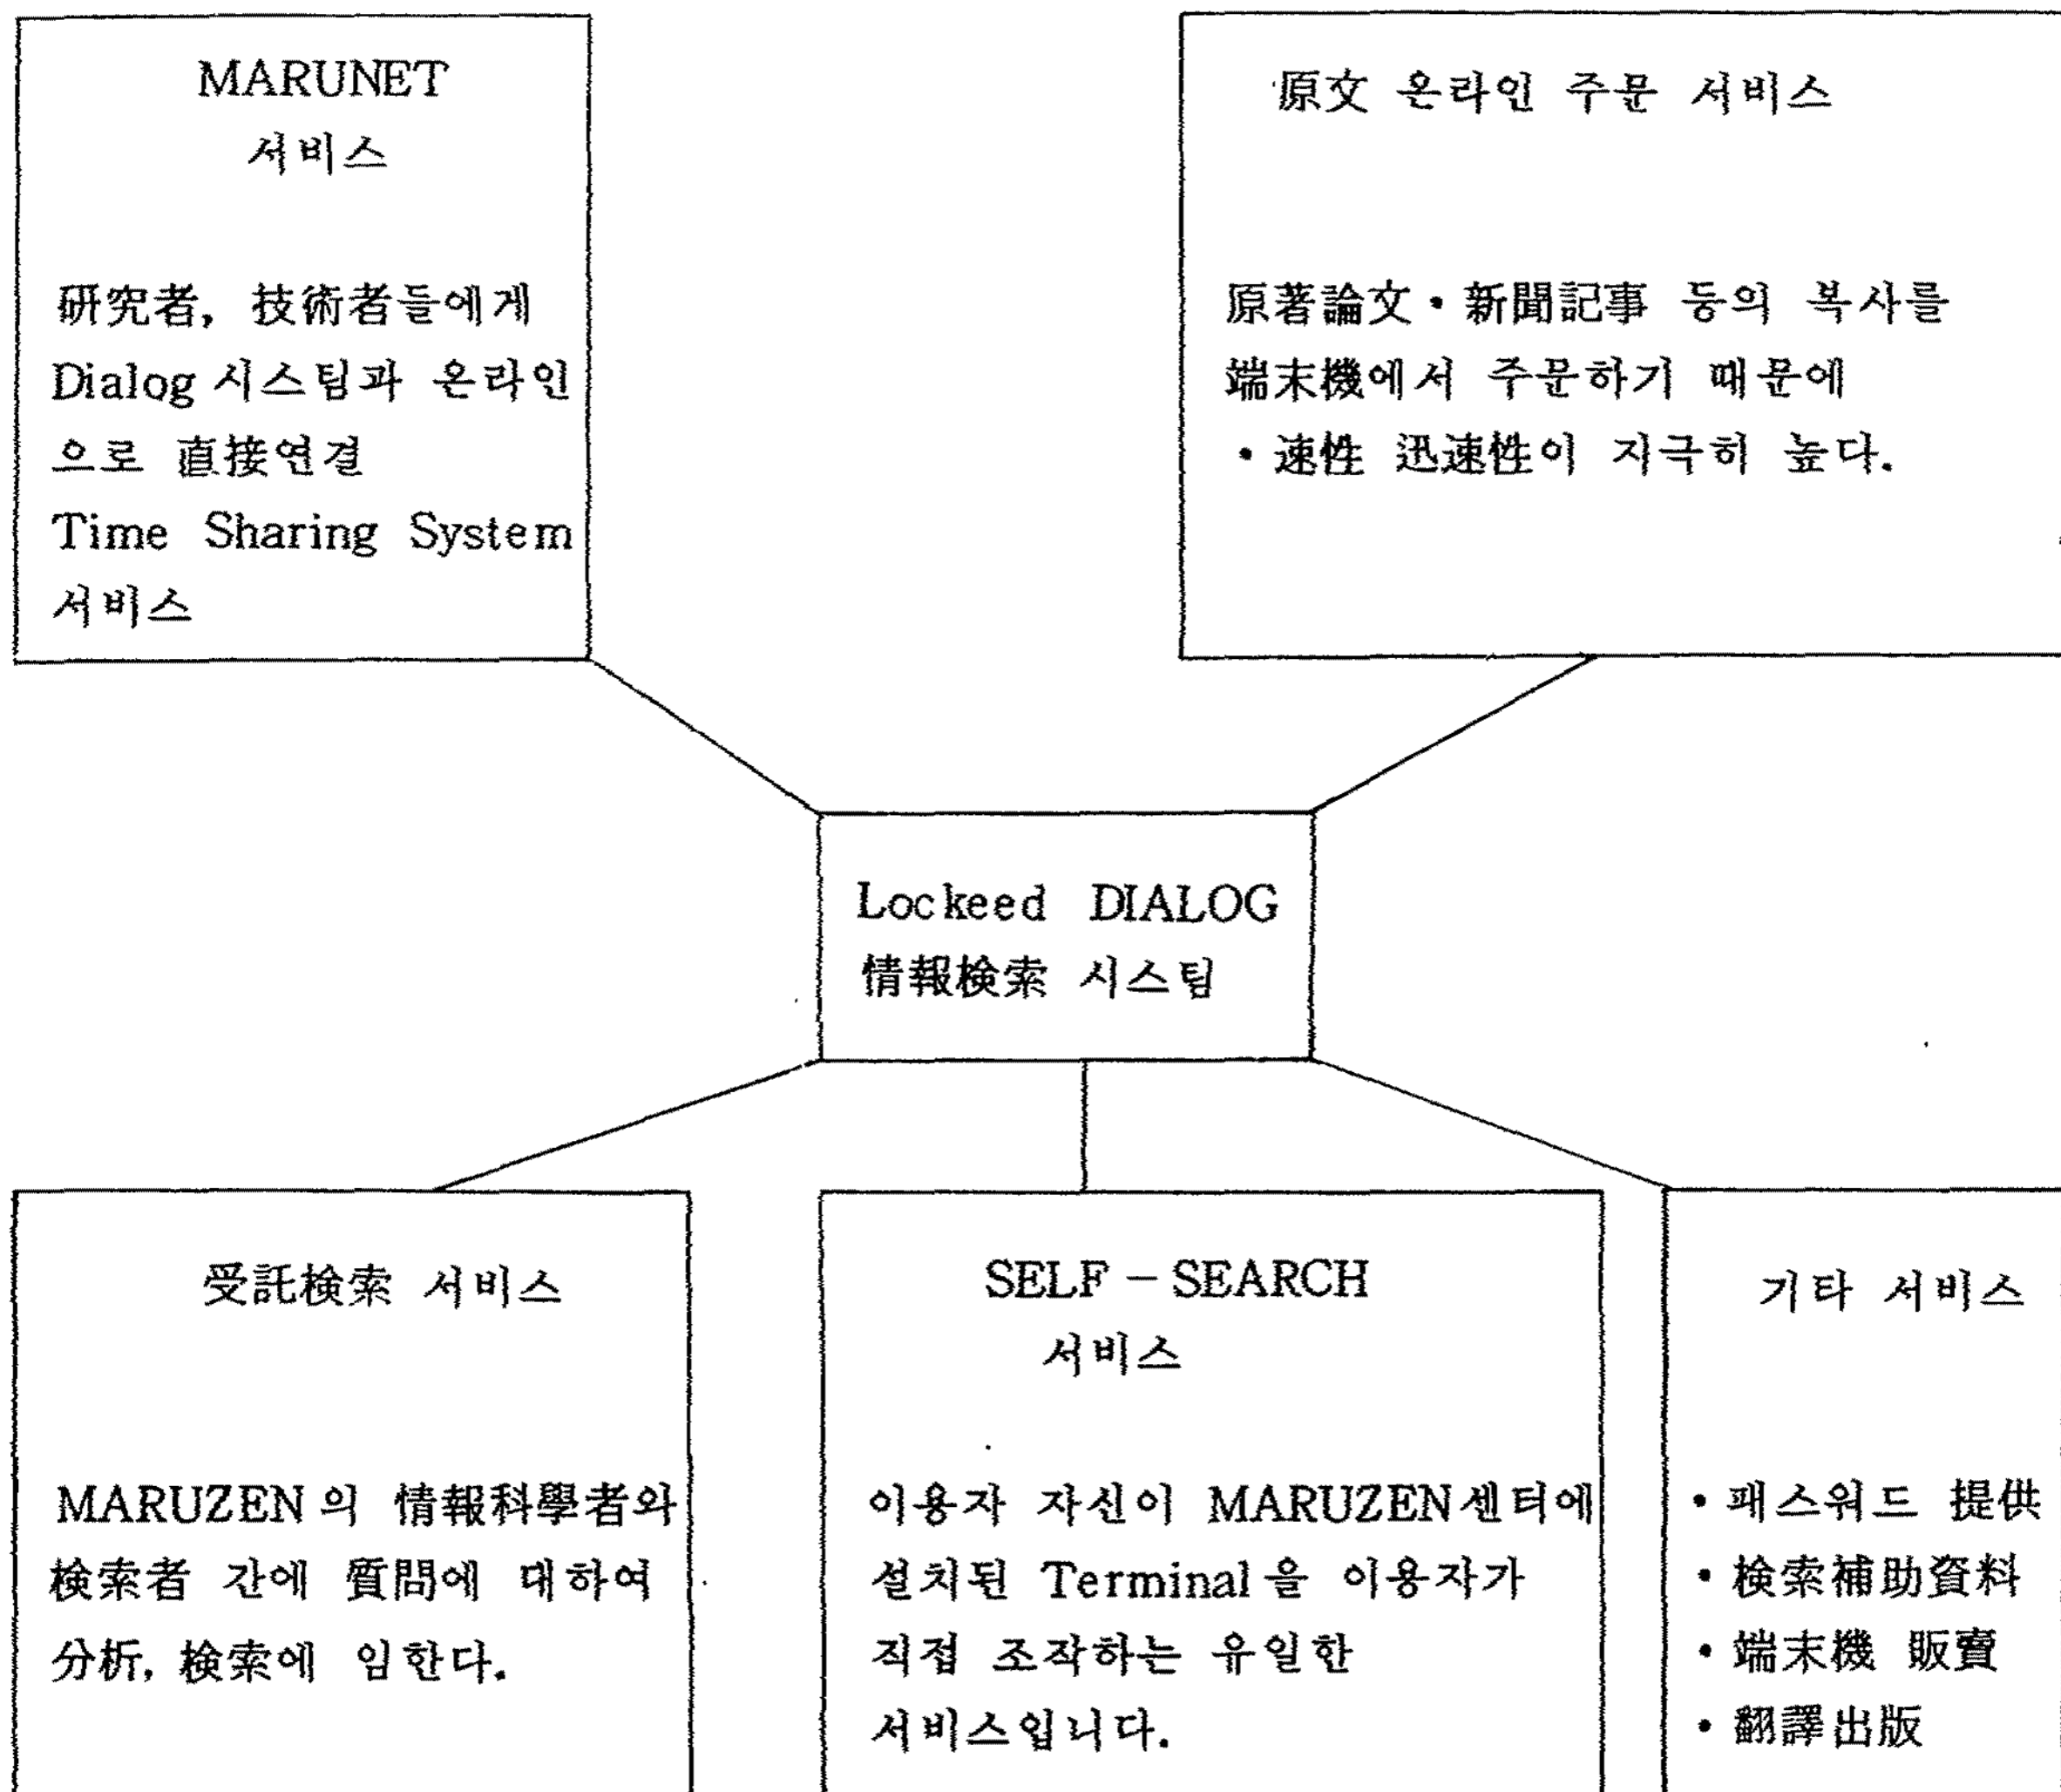 MARUNET
서비스
研究者, 技術者들에게
Dialog 시스팀과 온라인
으로 直接연결
Time Sharing System
서비스
原文 온라인 주문 서비스
原著論文・新聞記事 등의 복사를
端末機에서 주문하기 때문에
・速性 迅速性이 지극히 높다.
Lockeed DIALOG
情報検索 시스팀
受託検索 서비스
MARUZEN의 情報科學者와
検索者 간에 質問에 대하여
分析, 検索에 임한다.
SELF – SEARCH
서비스
이용자 자신이 MARUZEN센터에
설치된 Terminal을 이용자가
직접 조작하는 유일한
서비스입니다.
기타 서비스
・패스워드 提供
・検索補助資料
・端末機 販賣
・翻譯出版